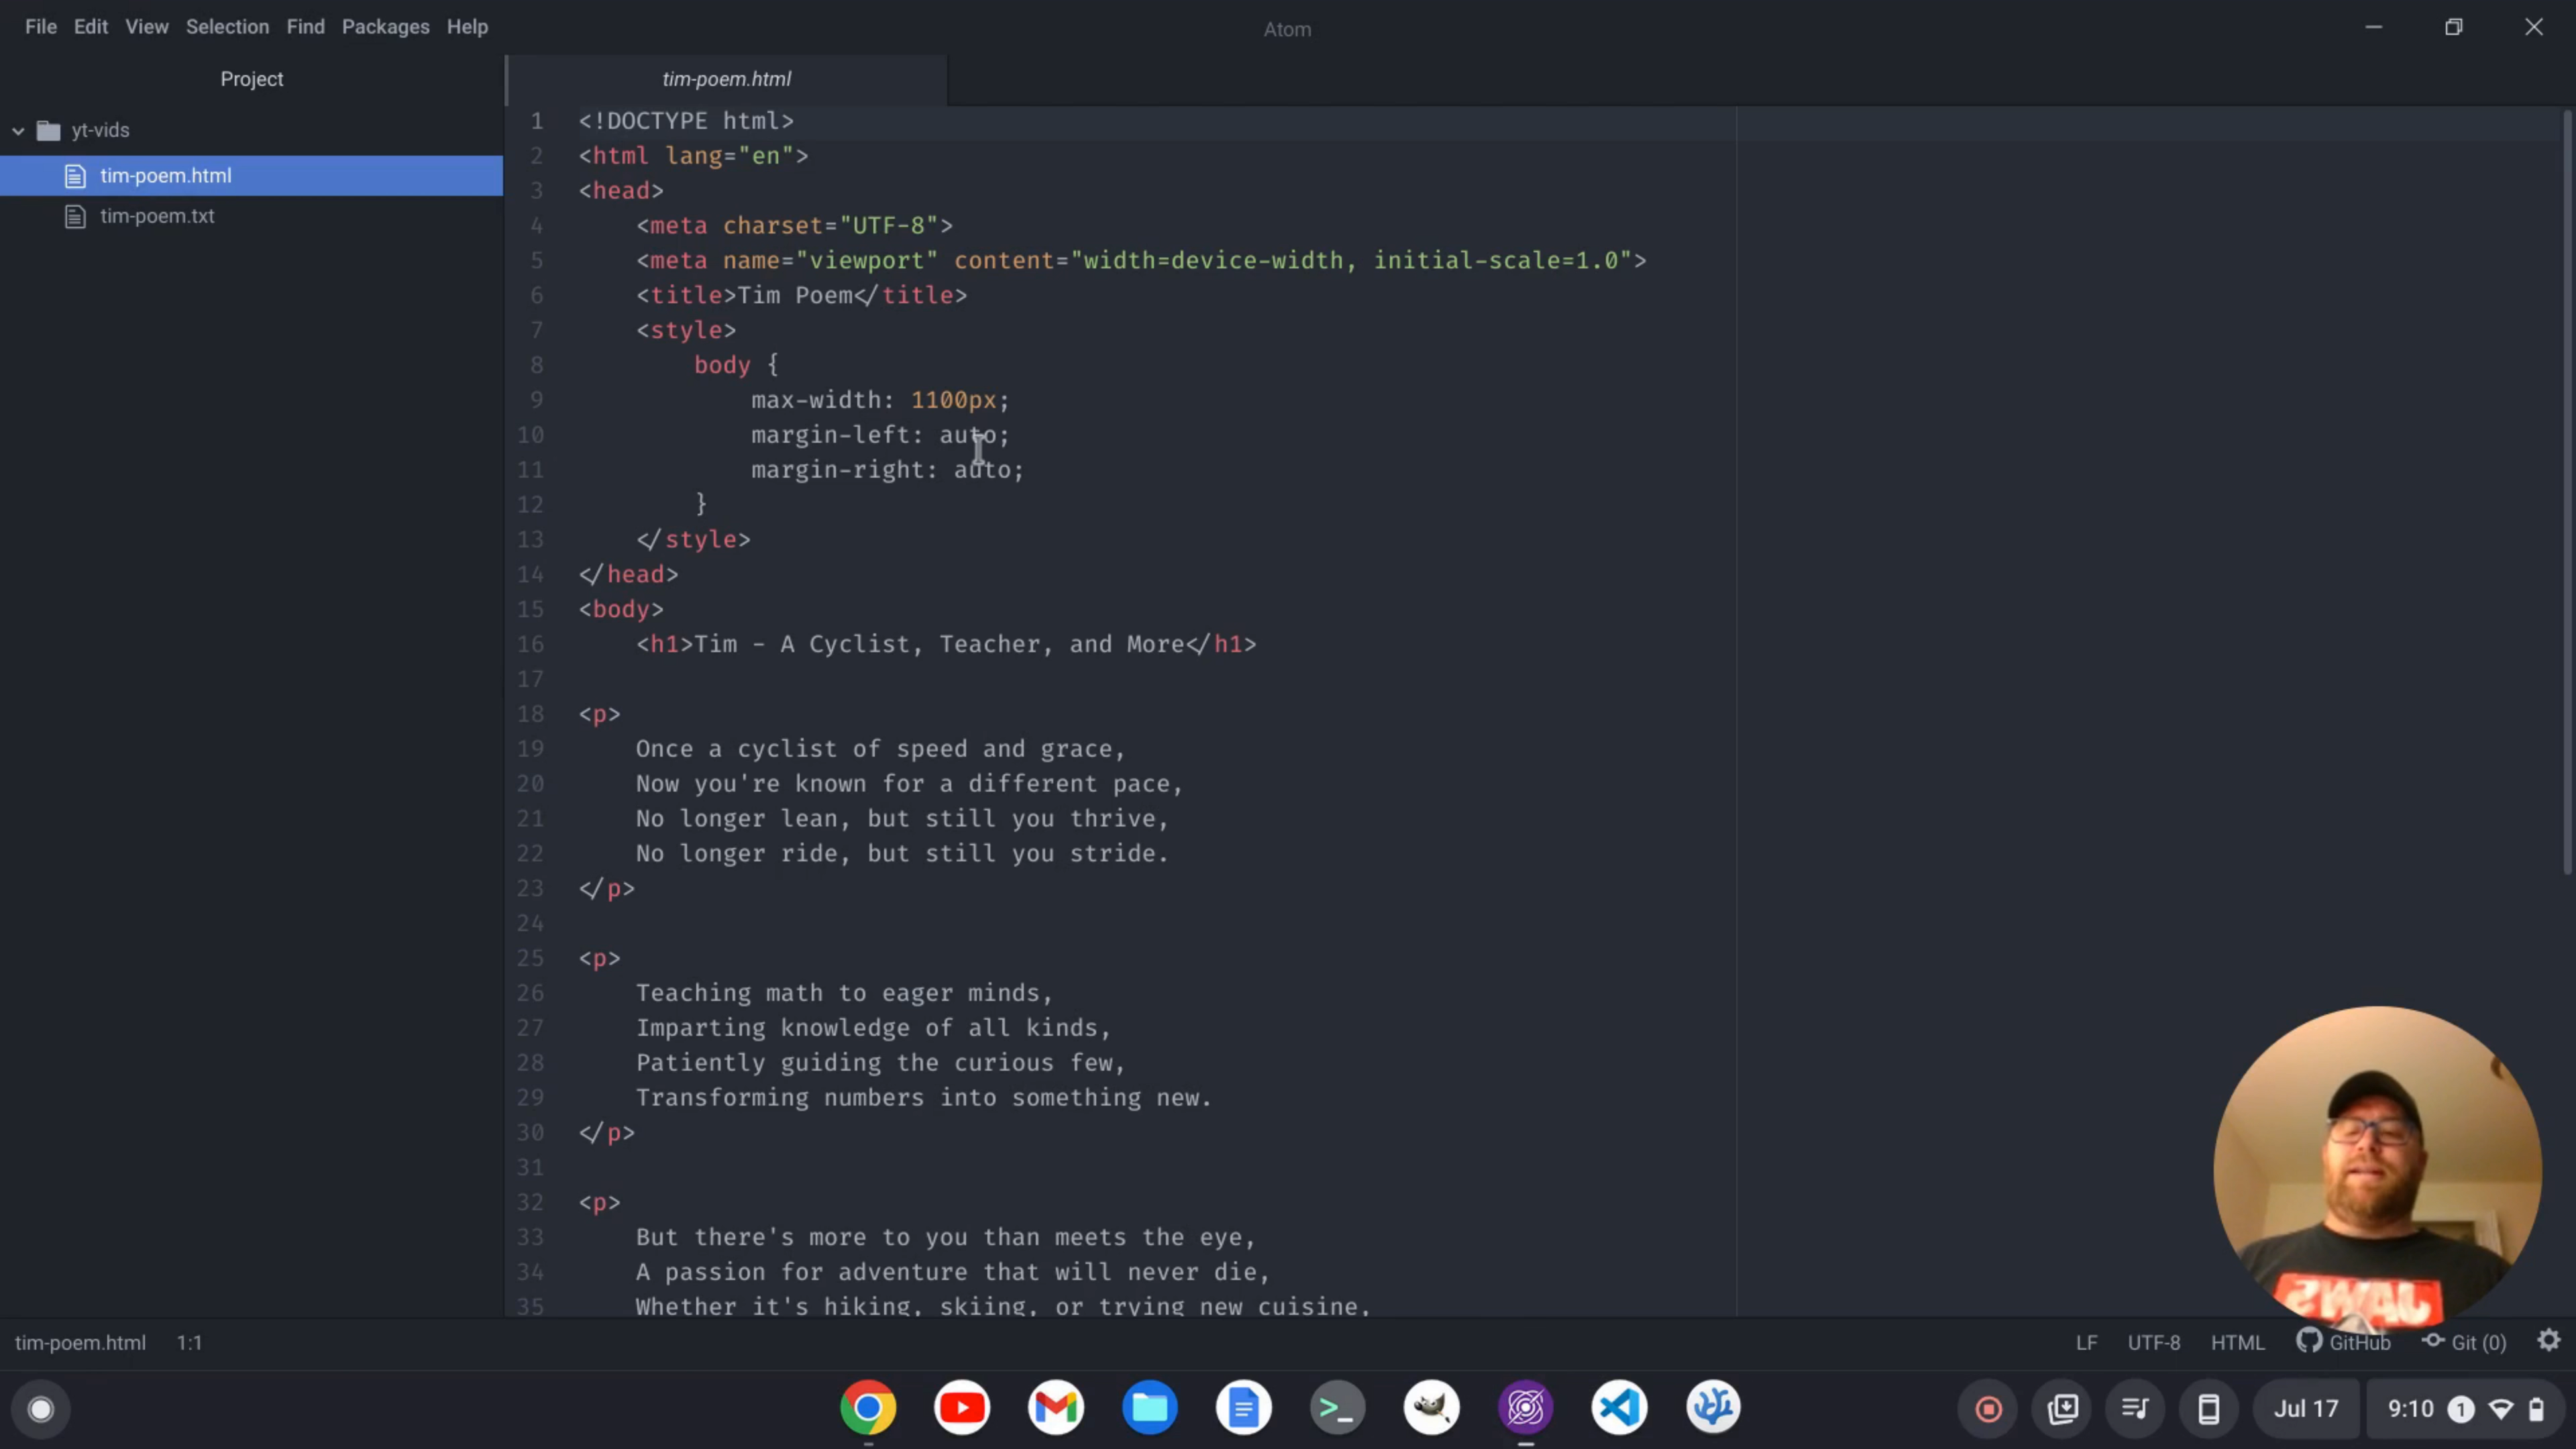 File Edit View Selection Find Packages Help
Atom
Project
tim-poem.html
yt-vids
tim-poem.html
tim-poem.txt
1 <!DOCTYPE html>
2 <html lang="en">
3 <head>
4 <meta charset="UTF-8">
5 <meta name="viewport" content="width=device-width, initial-scale=1.0">
6 <title>Tim Poem</title>
7 <style>
8 body {
9 max-width: 1100px;
10 margin-left: auto;
11 margin-right: auto;
12 }
13 </style>
14 </head>
15 <body>
16 <h1>Tim - A Cyclist, Teacher, and More</h1>
17
18 <p>
19 Once a cyclist of speed and grace,
20 Now you're known for a different pace,
21 No longer lean, but still you thrive,
22 No longer ride, but still you stride.
23 </p>
24
25 <p>
26 Teaching math to eager minds,
27 Imparting knowledge of all kinds,
28 Patiently guiding the curious few,
29 Transforming numbers into something new.
30 </p>
31
32 <p>
33 But there's more to you than meets the eye,
34 A passion for adventure that will never die,
35 Whether it's hiking, skiing, or trying new cuisine,
JAWS
tim-poem.html 1:1
LF UTF-8 HTML GitHub Git (0)
Jul 17
9:10 1